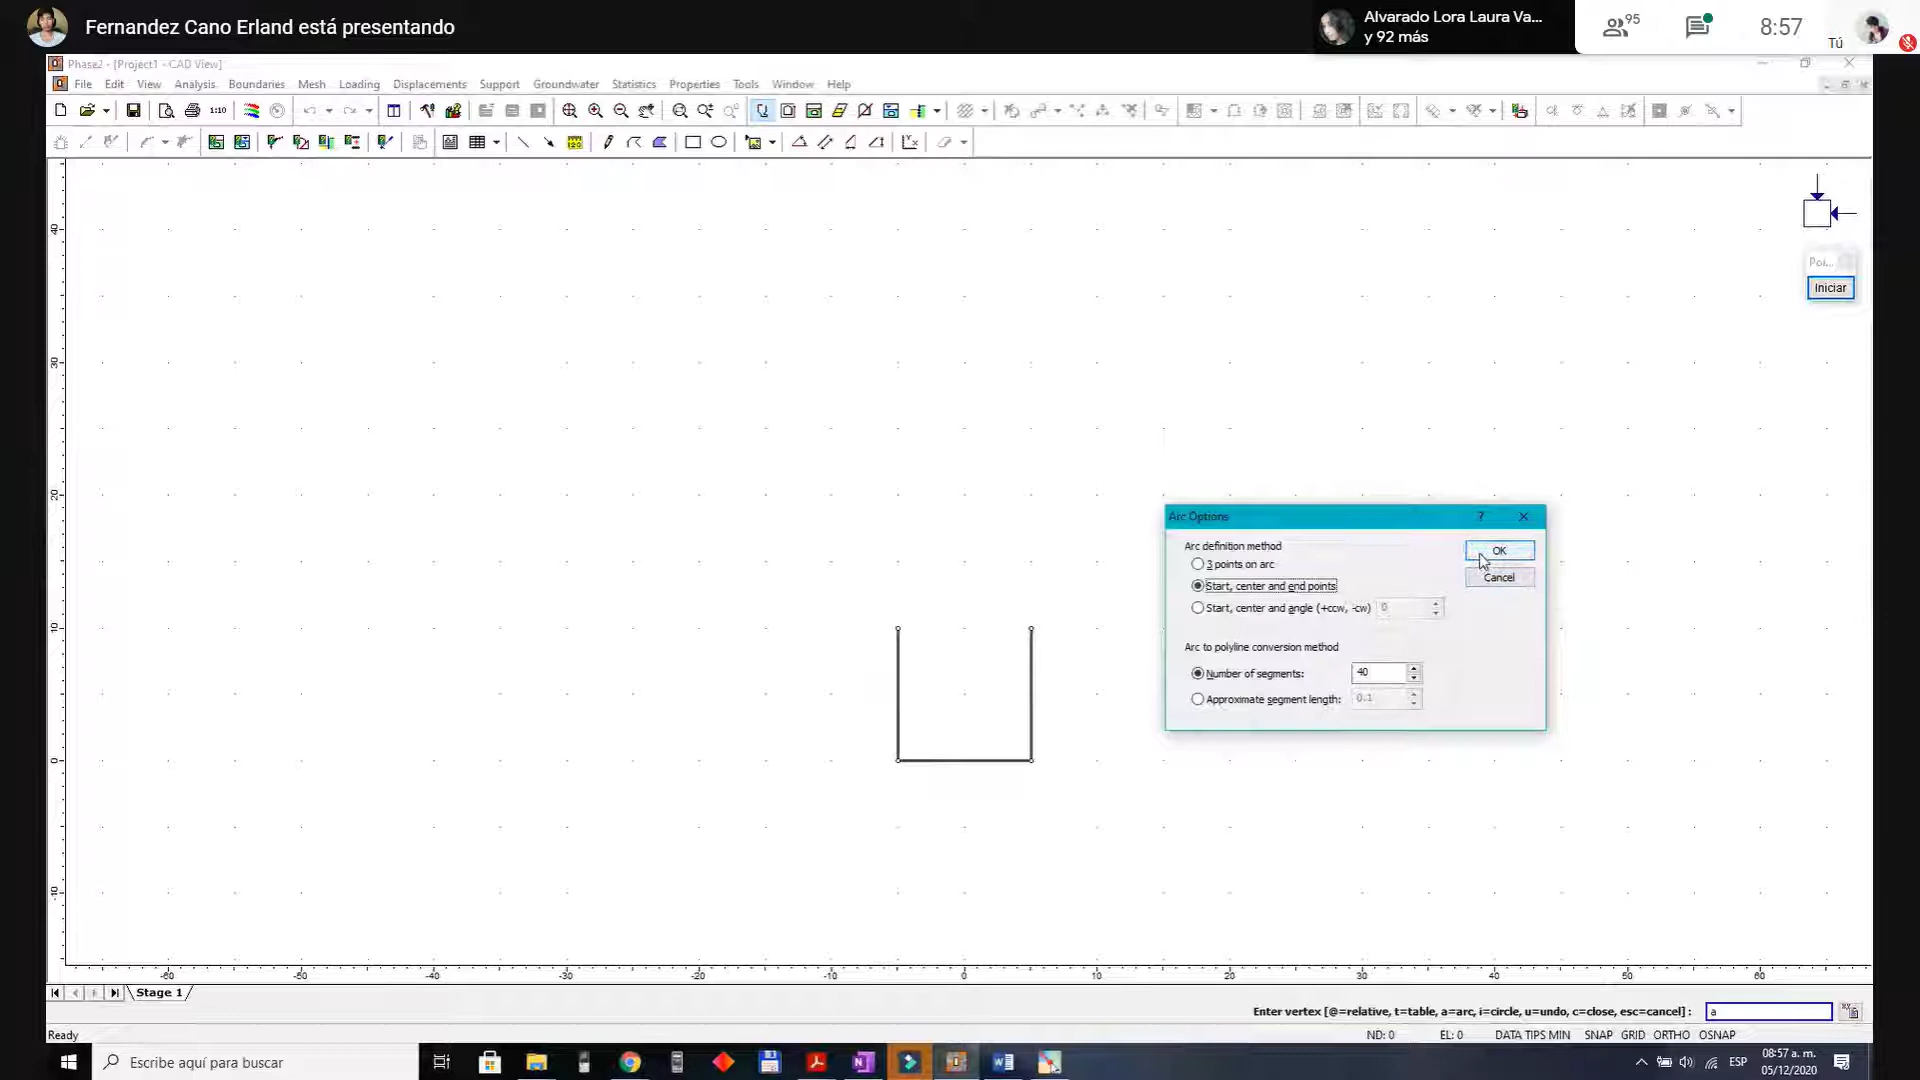 Fernandez Cano Erland está presentando
Alvarado Lora Laura Va...
y 92 más
95
8:57
Tú
Phase2 - [Project1 - CAD View]
File Edit View Analysis Boundaries Mesh Loading Displacements Support Groundwater Statistics Properties Tools Window Help
1:10
40
Poi...
Iniciar
30
20
Arc Options ?
Arc definition method
OK
3 points on arc
Start, center and end points
Cancel
Start, center and angle (+ccw, -cw) 0
10
Arc to polyline conversion method
Number of segments: 40
Approximate segment length: 0.1
0
-10
-60 -50 -40 -30 -20 -10 0 10 20 30 40 50 60
Stage 1
Enter vertex [@=relative, t=table, a=arc, i=circle, u=undo, c=close, esc=cancel] : a
Ready
ND: 0 EL: 0 DATA TIPS MIN SNAP GRID ORTHO OSNAP
Escribe aquí para buscar
ESP
08:57 a. m.
05/12/2020